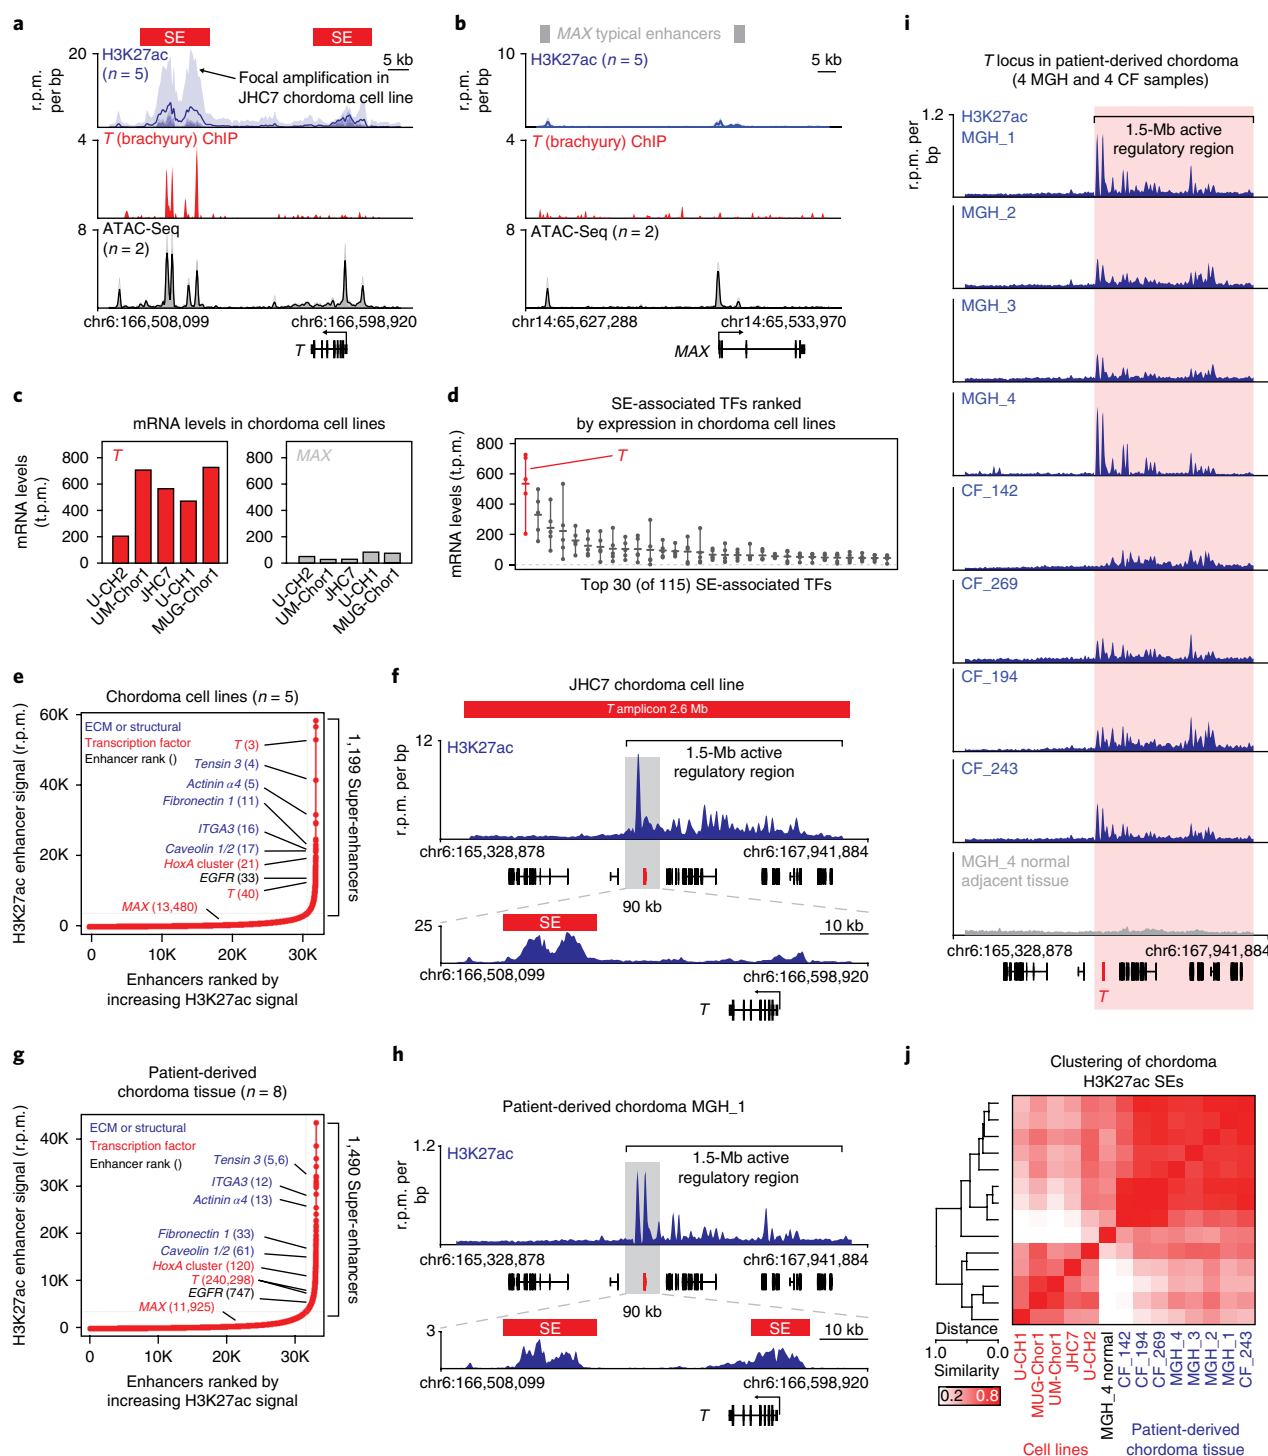 a
SE
SE
20
H3K27ac
(n = 5)
5 kb
r.p.m.
per bp
Focal amplification in
JHC7 chordoma cell line
4
T (brachyury) ChIP
8
ATAC-Seq
(n = 2)
chr6:166,508,099
chr6:166,598,920
T
b
MAX typical enhancers
10
H3K27ac (n = 5)
5 kb
r.p.m.
per bp
4
T (brachyury) ChIP
8
ATAC-Seq (n = 2)
chr14:65,627,288
chr14:65,533,970
MAX
c
mRNA levels in chordoma cell lines
mRNA levels
(t.p.m.)
T
800
600
400
200
0
U-CH2
UM-Chor1
JHC7
U-CH1
MUG-Chor1
MAX
800
600
400
200
0
U-CH2
UM-Chor1
JHC7
U-CH1
MUG-Chor1
d
SE-associated TFs ranked
by expression in chordoma cell lines
mRNA levels (t.p.m.)
800
600
400
200
0
T
Top 30 (of 115) SE-associated TFs
e
Chordoma cell lines (n = 5)
H3K27ac enhancer signal (r.p.m.)
60K
40K
20K
0
ECM or structural
Transcription factor
Enhancer rank ()
T (3)
Tensin 3 (4)
Actinin α4 (5)
Fibronectin 1 (11)
ITGA3 (16)
Caveolin 1/2 (17)
HoxA cluster (21)
EGFR (33)
T (40)
MAX (13,480)
1,199 Super-enhancers
0
10K
20K
30K
Enhancers ranked by
increasing H3K27ac signal
f
JHC7 chordoma cell line
T amplicon 2.6 Mb
12
H3K27ac
r.p.m. per bp
1.5-Mb active
regulatory region
chr6:165,328,878
chr6:167,941,884
90 kb
25
SE
10 kb
chr6:166,508,099
chr6:166,598,920
T
g
Patient-derived
chordoma tissue (n = 8)
H3K27ac enhancer signal (r.p.m.)
40K
30K
20K
10K
0
ECM or structural
Transcription factor
Enhancer rank ()
Tensin 3 (5,6)
ITGA3 (12)
Actinin α4 (13)
Fibronectin 1 (33)
Caveolin 1/2 (61)
HoxA cluster (120)
T (240,298)
EGFR (747)
MAX (11,925)
1,490 Super-enhancers
0
10K
20K
30K
Enhancers ranked by
increasing H3K27ac signal
h
Patient-derived chordoma MGH_1
1.2
H3K27ac
r.p.m. per
bp
1.5-Mb active
regulatory region
chr6:165,328,878
chr6:167,941,884
90 kb
3
SE
SE
10 kb
chr6:166,508,099
chr6:166,598,920
T
i
T locus in patient-derived chordoma
(4 MGH and 4 CF samples)
1.2
r.p.m. per
bp
H3K27ac
MGH_1
1.5-Mb active
regulatory region
MGH_2
MGH_3
MGH_4
CF_142
CF_269
CF_194
CF_243
MGH_4 normal
adjacent tissue
chr6:165,328,878
chr6:167,941,884
T
j
Clustering of chordoma
H3K27ac SEs
Distance
1.0
0.0
Similarity
0.2
0.8
U-CH1
MUG-Chor1
UM-Chor1
JHC7
U-CH2
MGH_4 normal
CF_142
CF_194
CF_269
MGH_4
MGH_3
MGH_2
MGH_1
CF_243
Cell lines
Patient-derived
chordoma tissue